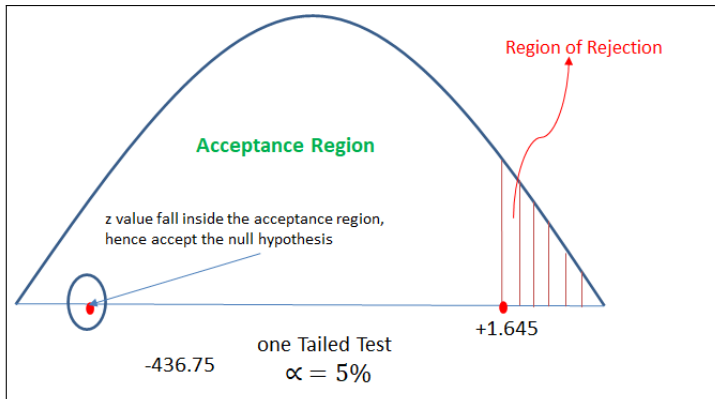 Region of Rejection
Acceptance Region
z value fall inside the acceptance region,
hence accept the null hypothesis
+1.645
one Tailed Test
-436.75
∝ = 5%